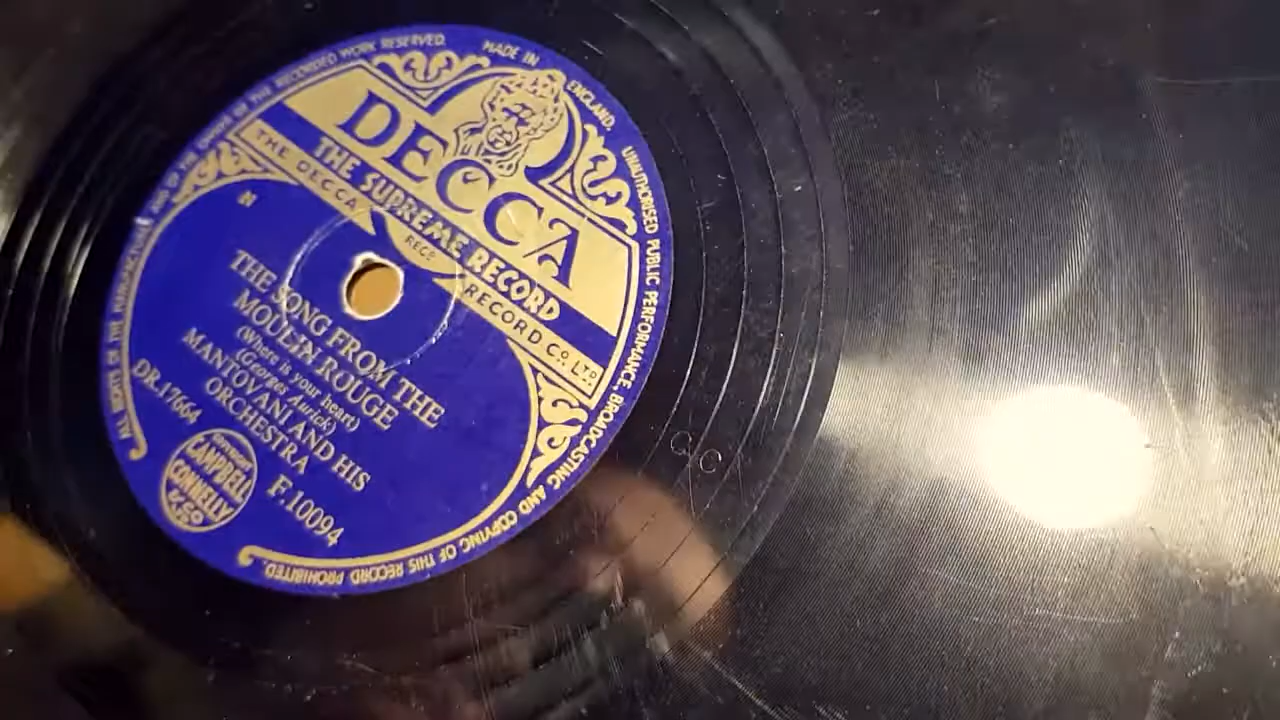 ALL RIGHTS OF THE MANUFACTURER AND OF THE OWNER OF THE RECORDED WORK RESERVED. MADE IN ENGLAND. UNAUTHORISED PUBLIC PERFORMANCE, BROADCASTING AND COPYING OF THIS RECORD PROHIBITED.
DECCA
THE SUPREME RECORD
THE DECCA RECORD CO. LTD
N
THE SONG FROM THE
MOULIN ROUGE
(Where is your heart)
(Georges Aurick)
MANTOVANI AND HIS
ORCHESTRA
DR.17664
F.10094
CAMPBELL
CONNELLY
& CO